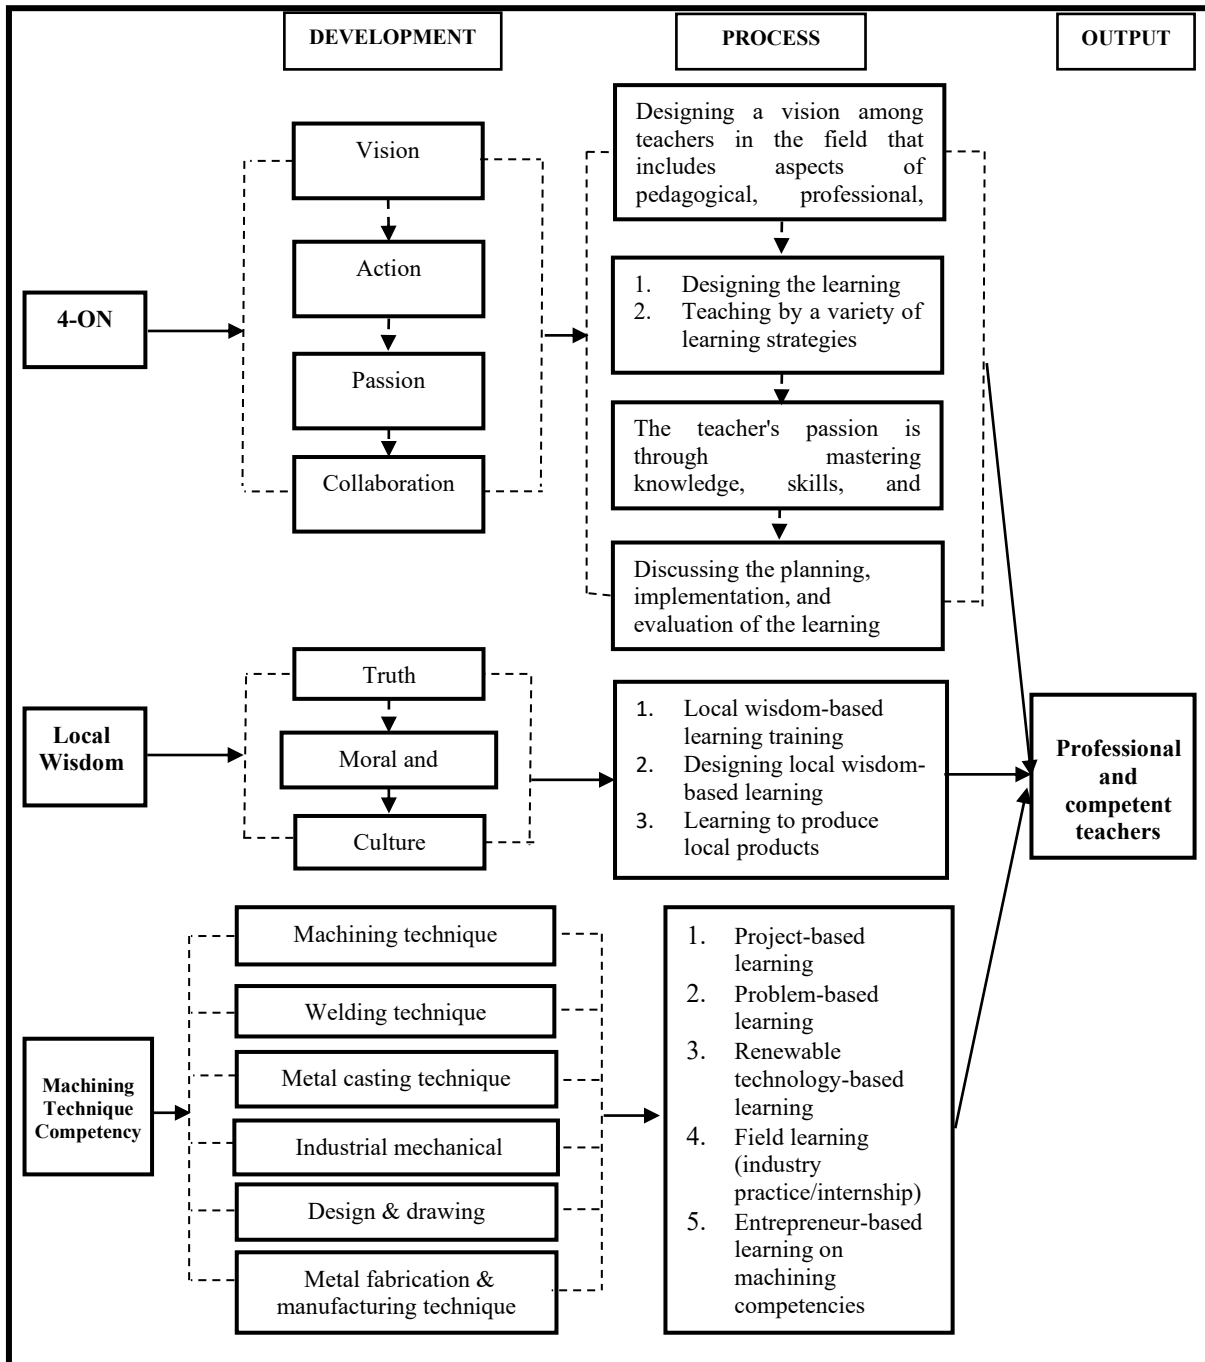 DEVELOPMENT
PROCESS
OUTPUT
4-ON
Vision
Action
Passion
Collaboration
Designing a vision among
teachers in the field that
includes aspects of
pedagogical, professional,
1. Designing the learning
2. Teaching by a variety of
learning strategies
The teacher's passion is
through mastering
knowledge, skills, and
Discussing the planning,
implementation, and
evaluation of the learning
Local
Wisdom
Truth
Moral and
Culture
1. Local wisdom-based
learning training
2. Designing local wisdom-
based learning
3. Learning to produce
local products
Professional
and
competent
teachers
Machining
Technique
Competency
Machining technique
Welding technique
Metal casting technique
Industrial mechanical
Design & drawing
Metal fabrication &
manufacturing technique
1. Project-based
learning
2. Problem-based
learning
3. Renewable
technology-based
learning
4. Field learning
(industry
practice/internship)
5. Entrepreneur-based
learning on
machining
competencies